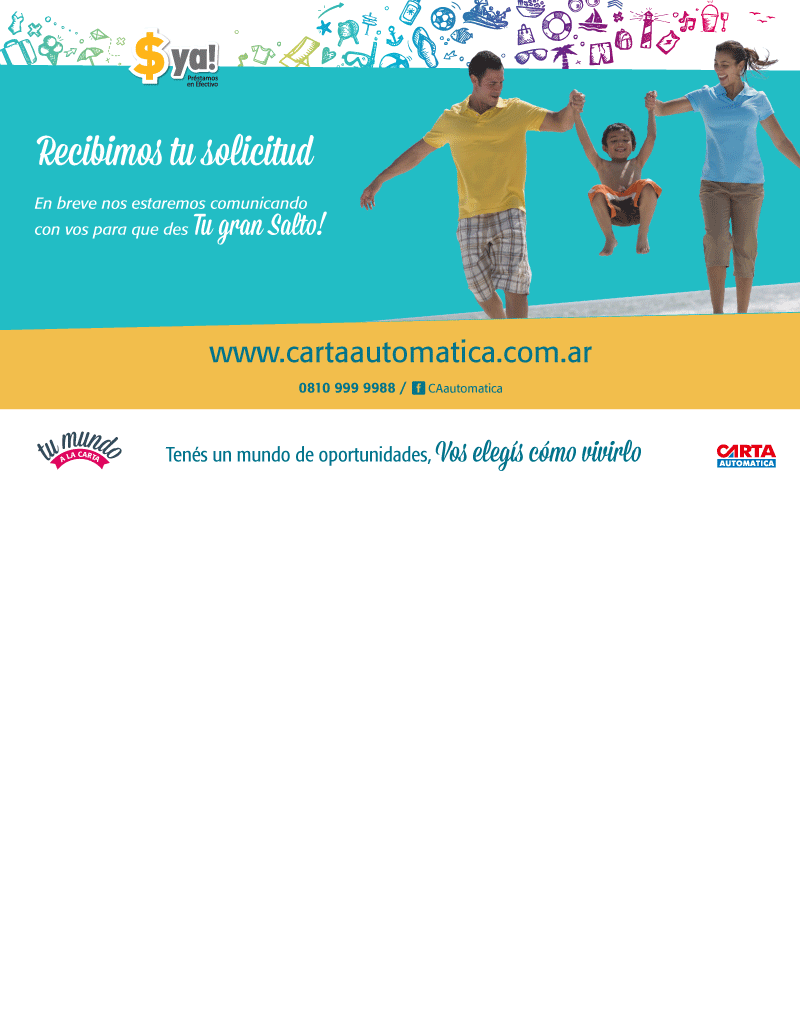 $ ya!
Préstamos
en Efectivo
Recibimos tu solicitud
En breve nos estaremos comunicando
con vos para que des Tu gran Salto!
www.cartaautomatica.com.ar
0810 999 9988 / f CAautomatica
tu mundo
A LA CARTA
Tenés un mundo de oportunidades, Vos elegís cómo vivirlo
CARTA
AUTOMATICA